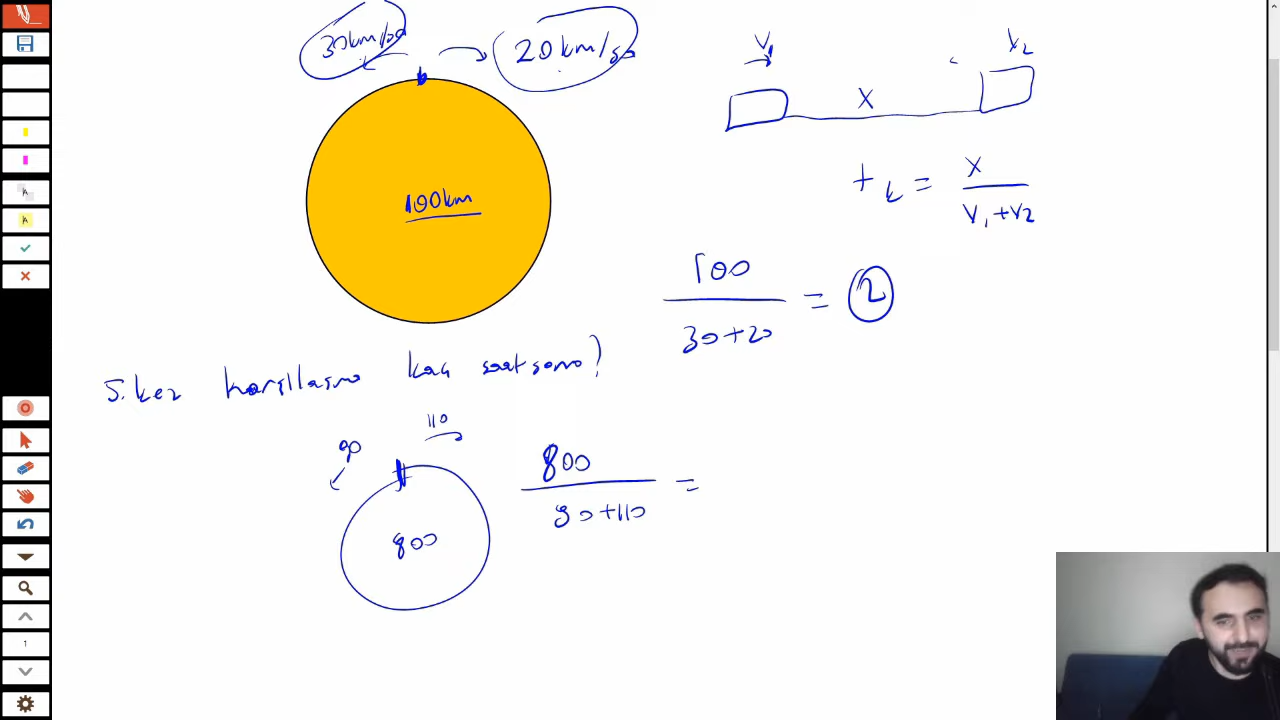 30km/sa 20km/sa
V₁ V₂
X
100km
t k = X / V₁+V₂
100 / 30+20 = 2
5. kez karşılaşma kaç saat sonra?
90 110
800
800 / 90+110 =
1